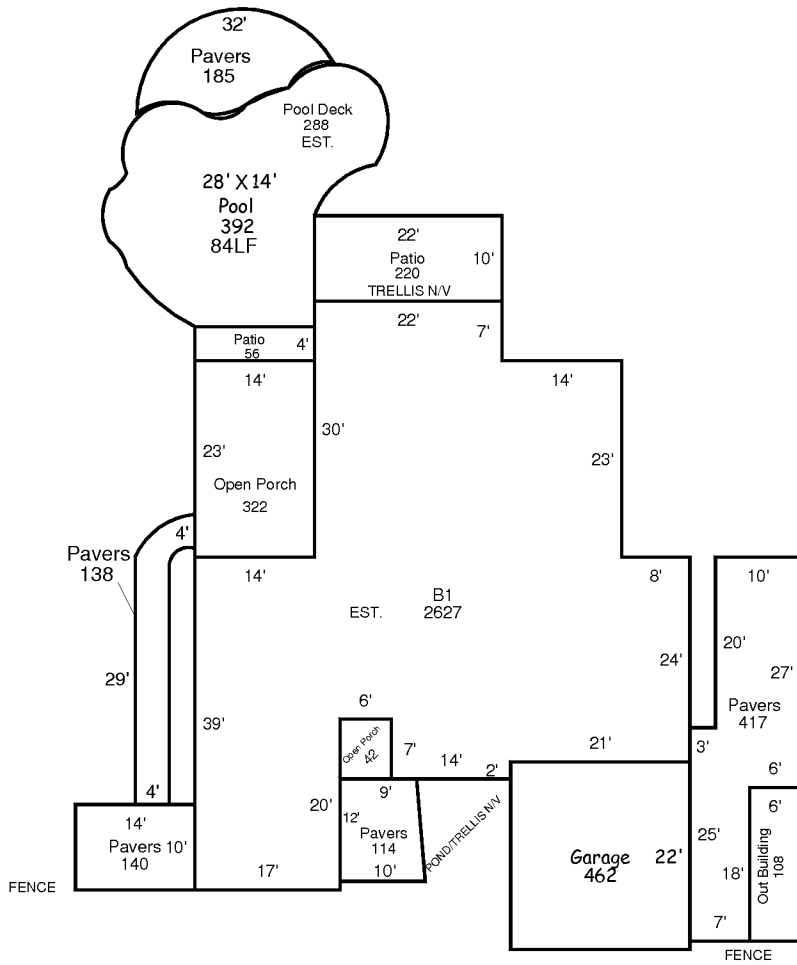 32'
Pavers
185
Pool Deck
288
EST.
28' X 14'
Pool
392
84LF
22'
Patio
220
10'
TRELLIS N/V
22'
7'
Patio
56
4'
14'
14'
30'
23'
23'
Open Porch
322
4'
Pavers
138
14'
8'
10'
B1
2627
EST.
20'
24'
27'
29'
6'
Pavers
417
39'
Open Porch
42
7'
14'
2'
21'
3'
6'
4'
9'
6'
14'
20'
12'
Pavers
114
POND/TRELLIS N/V
25'
Out Building
108
Pavers
140
10'
Garage
462
22'
18'
17'
10'
FENCE
7'
FENCE